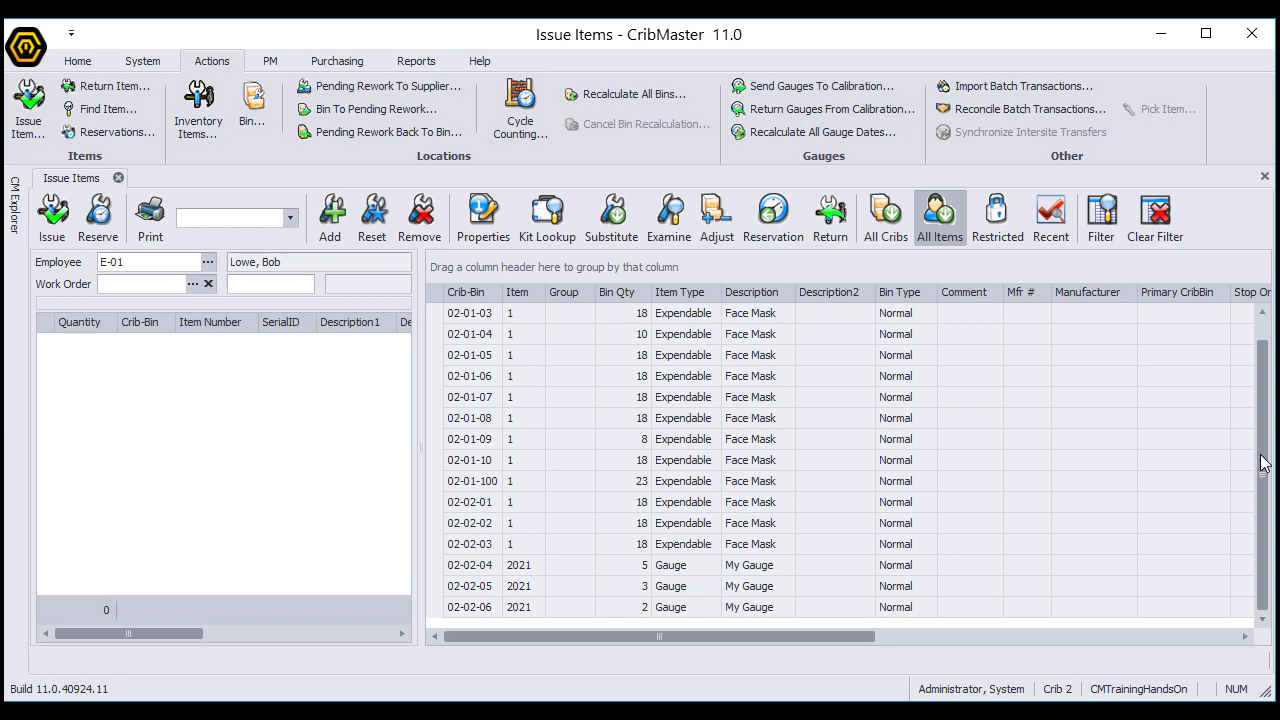 Issue Items - CribMaster 11.0
Home System Actions PM Purchasing Reports Help
Issue Item...
Return Item...
Find Item...
Reservations...
Items
Inventory Items...
Bin...
Pending Rework To Supplier...
Bin To Pending Rework...
Pending Rework Back To Bin...
Cycle Counting...
Recalculate All Bins...
Cancel Bin Recalculation...
Locations
Send Gauges To Calibration...
Return Gauges From Calibration...
Recalculate All Gauge Dates...
Gauges
Import Batch Transactions...
Reconcile Batch Transactions...
Synchronize Intersite Transfers
Pick Item...
Other
CM Explorer
Issue Items
Issue Reserve Print Add Reset Remove Properties Kit Lookup Substitute Examine Adjust Reservation Return All Cribs All Items Restricted Recent Filter Clear Filter
Employee E-01 ... Lowe, Bob
Work Order ...
Quantity Crib-Bin Item Number SerialID Description1 De
0
Drag a column header here to group by that column
Crib-Bin Item Group Bin Qty Item Type Description Description2 Bin Type Comment Mfr # Manufacturer Primary CribBin Stop Or
02-01-03 1 18 Expendable Face Mask Normal
02-01-04 1 10 Expendable Face Mask Normal
02-01-05 1 18 Expendable Face Mask Normal
02-01-06 1 18 Expendable Face Mask Normal
02-01-07 1 18 Expendable Face Mask Normal
02-01-08 1 18 Expendable Face Mask Normal
02-01-09 1 8 Expendable Face Mask Normal
02-01-10 1 18 Expendable Face Mask Normal
02-01-100 1 23 Expendable Face Mask Normal
02-02-01 1 18 Expendable Face Mask Normal
02-02-02 1 18 Expendable Face Mask Normal
02-02-03 1 18 Expendable Face Mask Normal
02-02-04 2021 5 Gauge My Gauge Normal
02-02-05 2021 3 Gauge My Gauge Normal
02-02-06 2021 2 Gauge My Gauge Normal
Build 11.0.40924.11 Administrator, System Crib 2 CMTrainingHandsOn NUM